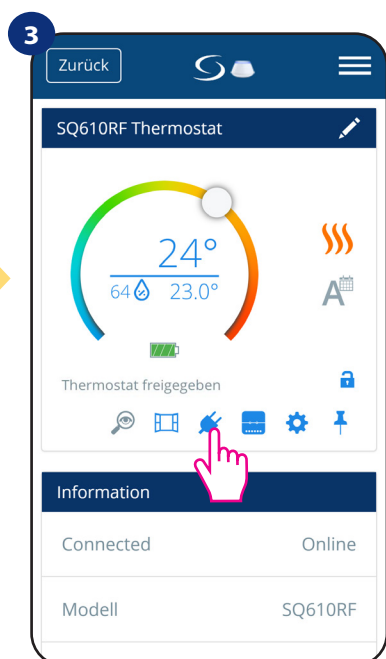 3
Zurück
SQ610RF Thermostat
24°
64 23.0°
A
Thermostat freigegeben
Information
Connected Online
Modell SQ610RF